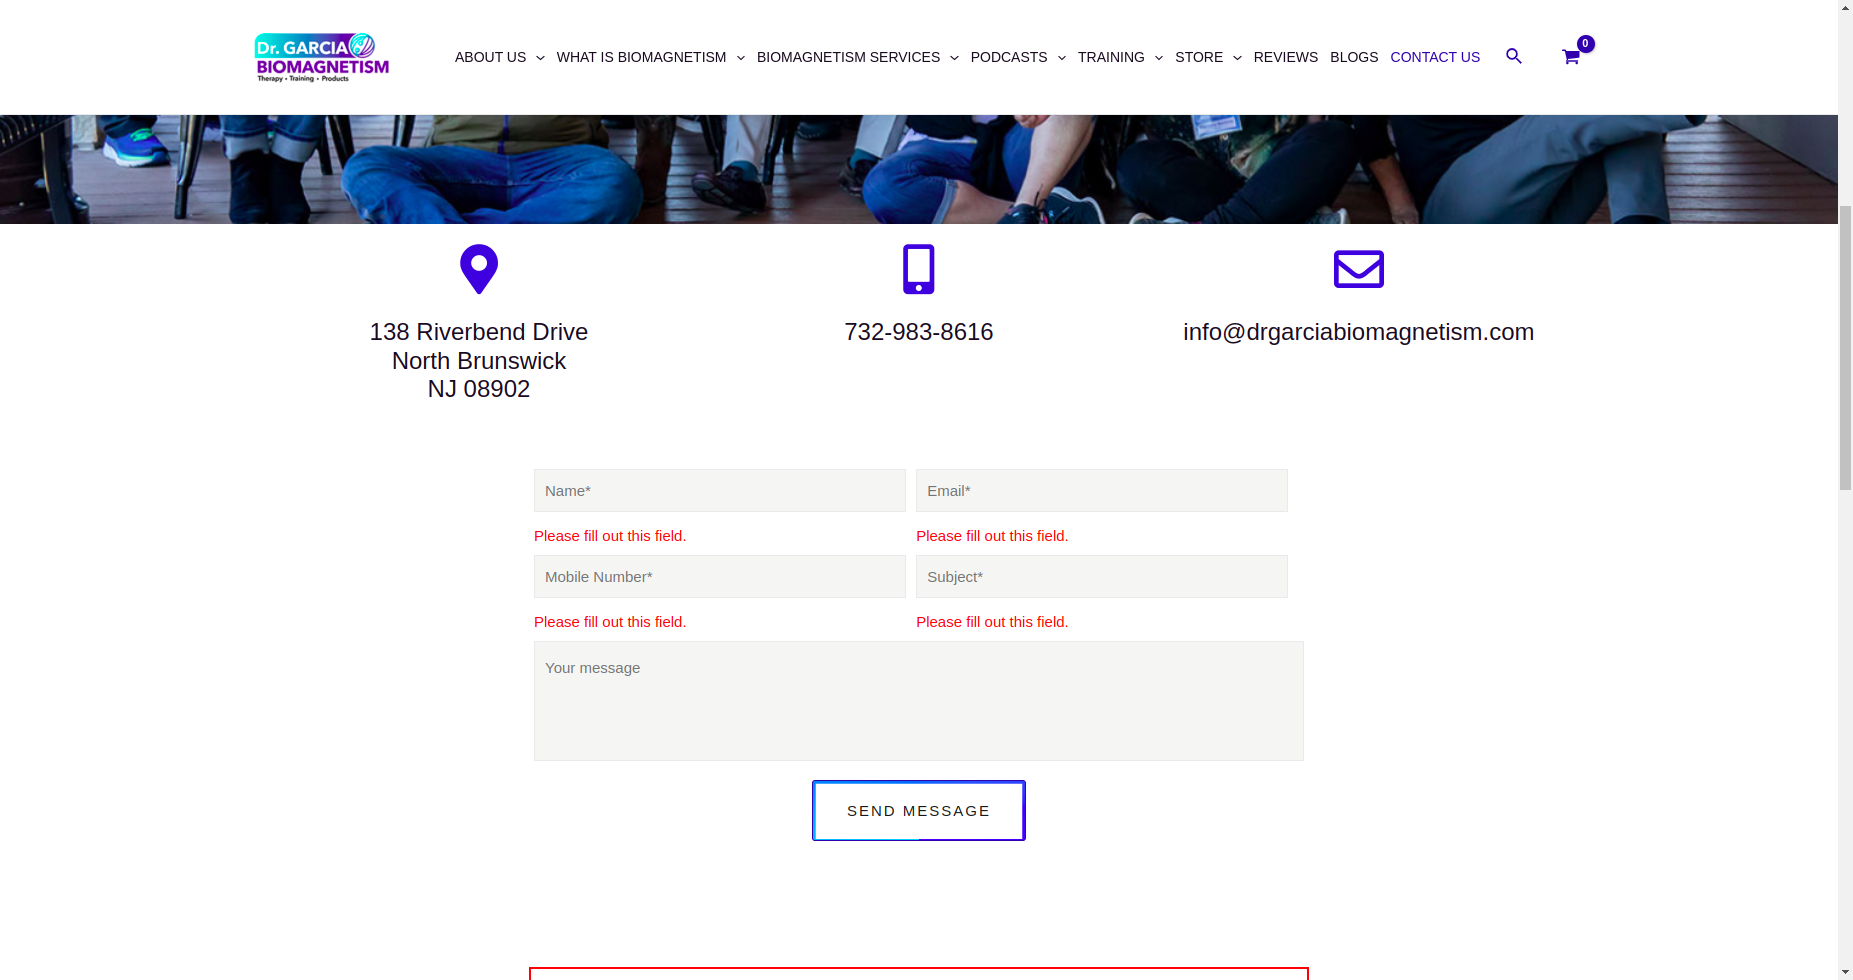 Dr. GARCIA
BIOMAGNETISM
Therapy • Training • Products
ABOUT US WHAT IS BIOMAGNETISM BIOMAGNETISM SERVICES PODCASTS TRAINING STORE REVIEWS BLOGS CONTACT US 0
138 Riverbend Drive
North Brunswick
NJ 08902
732-983-8616
info@drgarciabiomagnetism.com
Name* Email*
Please fill out this field. Please fill out this field.
Mobile Number* Subject*
Please fill out this field. Please fill out this field.
Your message
SEND MESSAGE